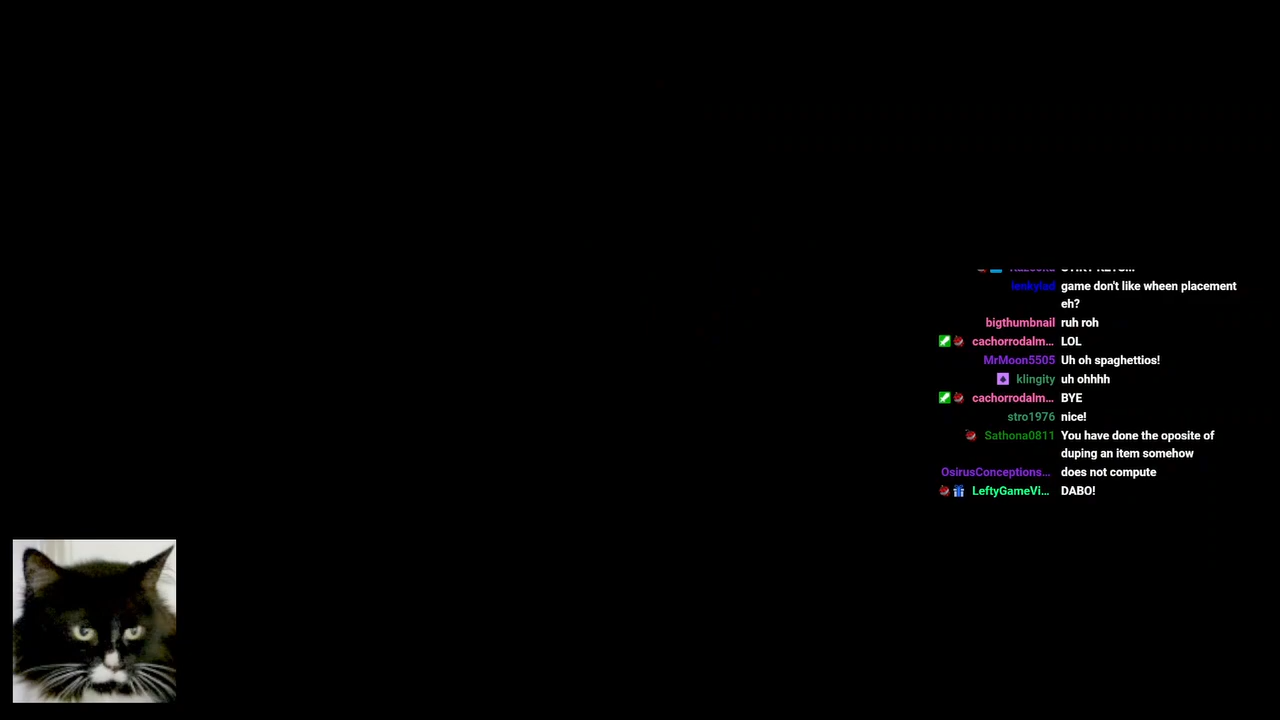 lenkylad game don't like wheen placement
eh?
bigthumbnail ruh roh
cachorrodalm... LOL
MrMoon5505 Uh oh spaghettios!
klingity uh ohhhh
cachorrodalm... BYE
stro1976 nice!
Sathona0811 You have done the oposite of
duping an item somehow
OsirusConceptions... does not compute
LeftyGameVi... DABO!